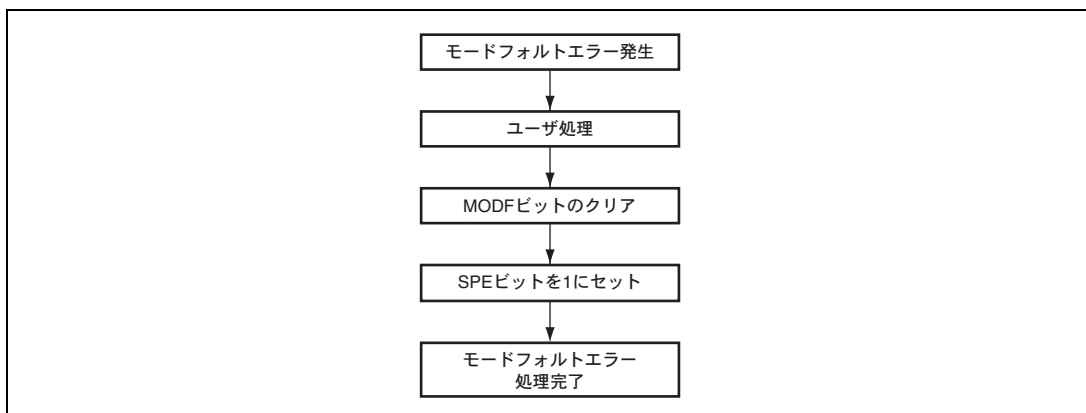 モードフォルトエラー発生
ユーザ処理
MODFビットのクリア
SPEビットを1にセット
モードフォルトエラー
処理完了